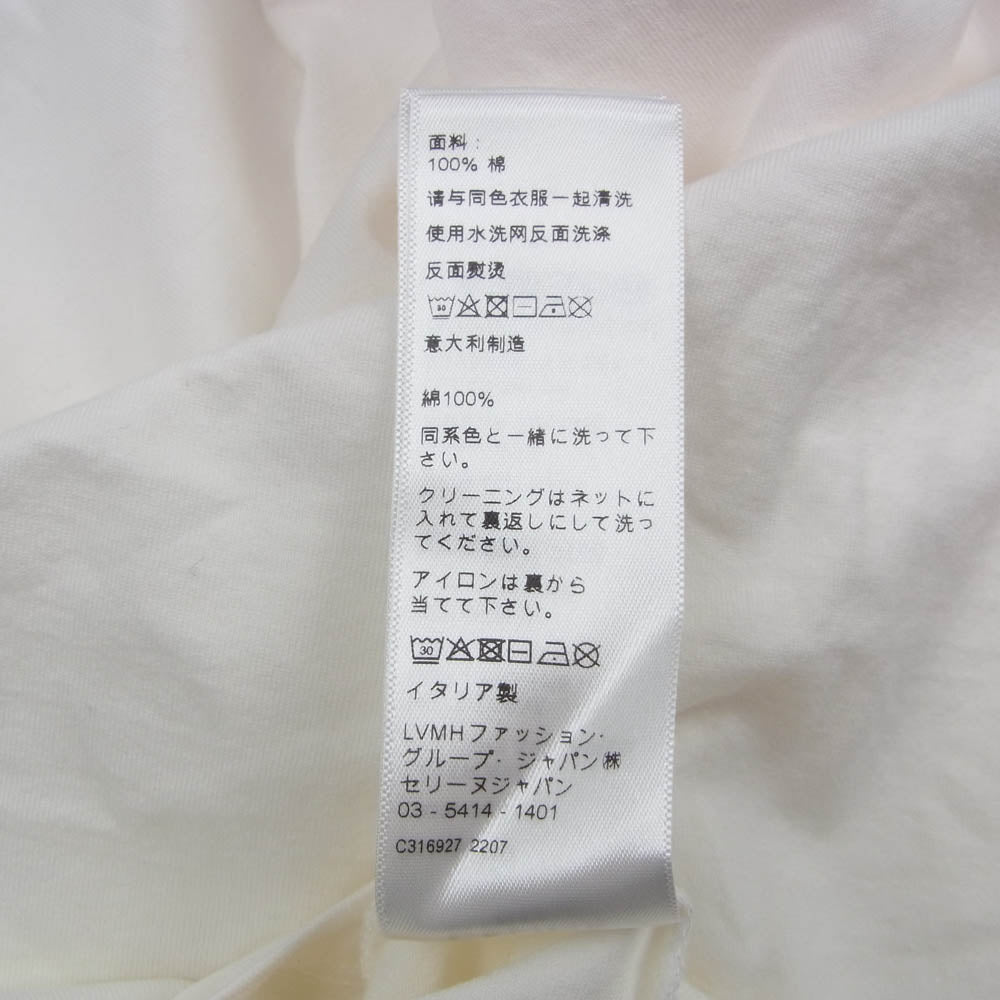 面料:
100% 棉
请与同色衣服一起清洗
使用水洗网反面洗涤
反面熨烫
30
意大利制造
綿100%
同系色と一緒に洗って下
さい。
クリーニングはネットに
入れて裏返しにして洗っ
てください。
アイロンは裏から
当てて下さい。
30
イタリア製
LVMHファッション·
グループ· ジャパン㈱
セリーヌジャパン
03 - 5414 - 1401
C316927 2207